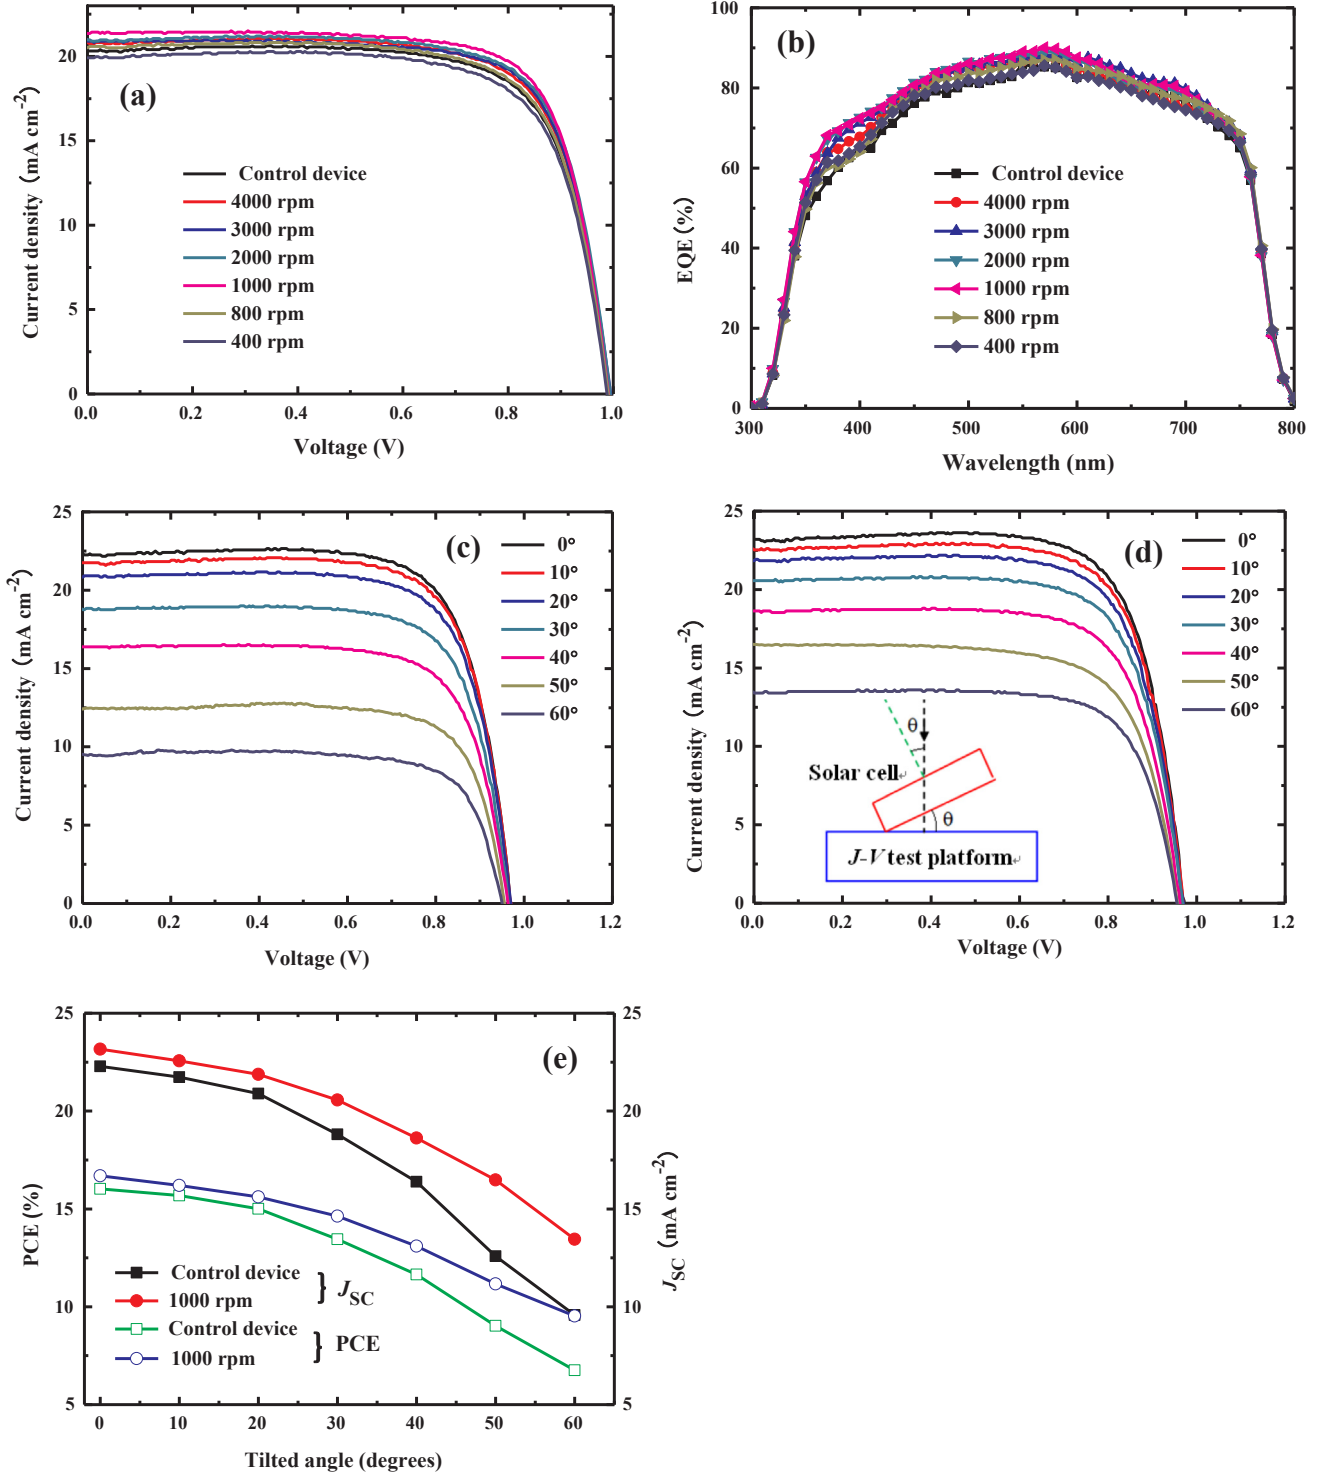 20
15
10
5
0
0.0 0.2 0.4 0.6 0.8 1.0
Current density (mA cm-2)
Voltage (V)
(a)
Control device
4000 rpm
3000 rpm
2000 rpm
1000 rpm
800 rpm
400 rpm
100
80
60
40
20
0
300 400 500 600 700 800
EQE (%)
Wavelength (nm)
(b)
Control device
4000 rpm
3000 rpm
2000 rpm
1000 rpm
800 rpm
400 rpm
25
20
15
10
5
0
0.0 0.2 0.4 0.6 0.8 1.0 1.2
Current density (mA cm-2)
Voltage (V)
(c)
0°
10°
20°
30°
40°
50°
60°
25
20
15
10
5
0
0.0 0.2 0.4 0.6 0.8 1.0 1.2
Current density (mA cm-2)
Voltage (V)
(d)
0°
10°
20°
30°
40°
50°
60°
θ
Solar cell
θ
J-V test platform
25
20
15
10
5
25
20
15
10
5
0 10 20 30 40 50 60
PCE (%)
JSC (mA cm-2)
Tilted angle (degrees)
(e)
Control device
1000 rpm
} JSC
Control device
1000 rpm
} PCE